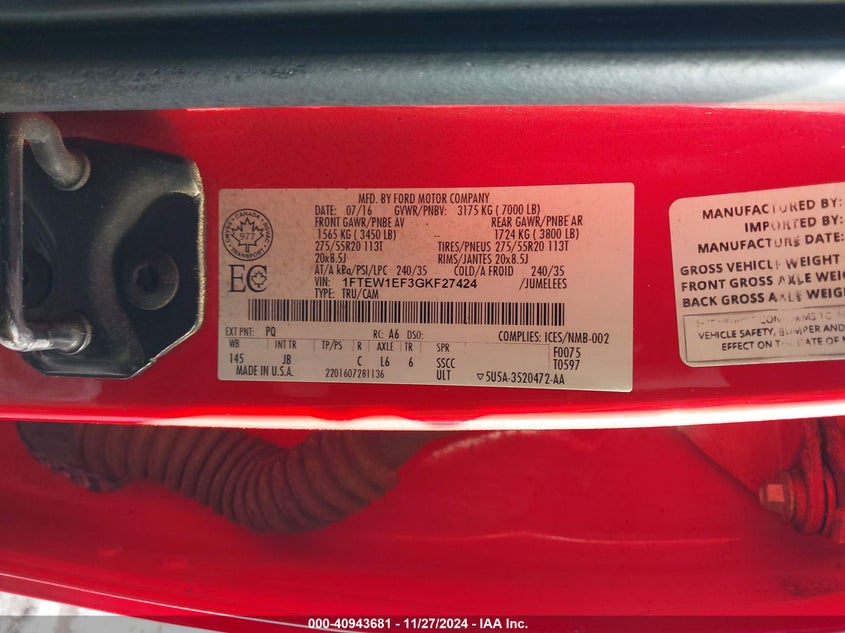 MFD. BY FORD MOTOR COMPANY
DATE: 07/16 GVWR/PNBV: 3175 KG ( 7000 LB)
FRONT GAWR/PNBE AV REAR GAWR/PNBE AR
1565 KG ( 3450 LB) 1724 KG ( 3800 LB)
275/55R20 113T TIRES/PNEUS 275/55R20 113T
20x8.5J RIMS/JANTES 20x8.5J
AT/A kPa/PSI/LPC 240/35 COLD/A FROID 240/35
VIN: 1FTEW1EF3GKF27424 /JUMELEES
TYPE: TRU/CAM
CANADA
977
TRANSPORT
EC
EXT PNT: PQ RC: A6 DSO: COMPLIES: ICES/NMB-002
WB INT TR TP/PS R AXLE TR SPR F0075
145 JB C L6 6 SSCC T0597
MADE IN U.S.A. 2201607281136 ULT 5U5A-3520472-AA
MANUFACTURED BY:
IMPORTED BY:
MANUFACTURE DATE:
GROSS VEHICLE WEIGHT
FRONT GROSS AXLE WEIG
BACK GROSS AXLE WEIG
VEHICLE SAFETY, BUMPER AND
EFFECT ON THE DATE OF MA
000-40943681 - 11/27/2024 - IAA Inc.